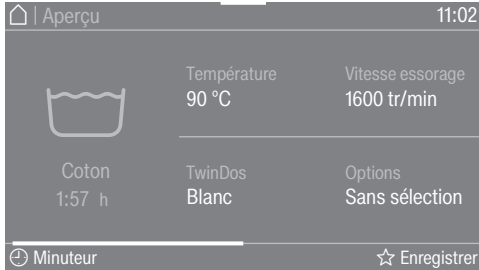 | Aperçu 11:02
Température
90 °C
Vitesse essorage
1600 tr/min
Coton
1:57 h
TwinDos
Blanc
Options
Sans sélection
Minuteur
Enregistrer